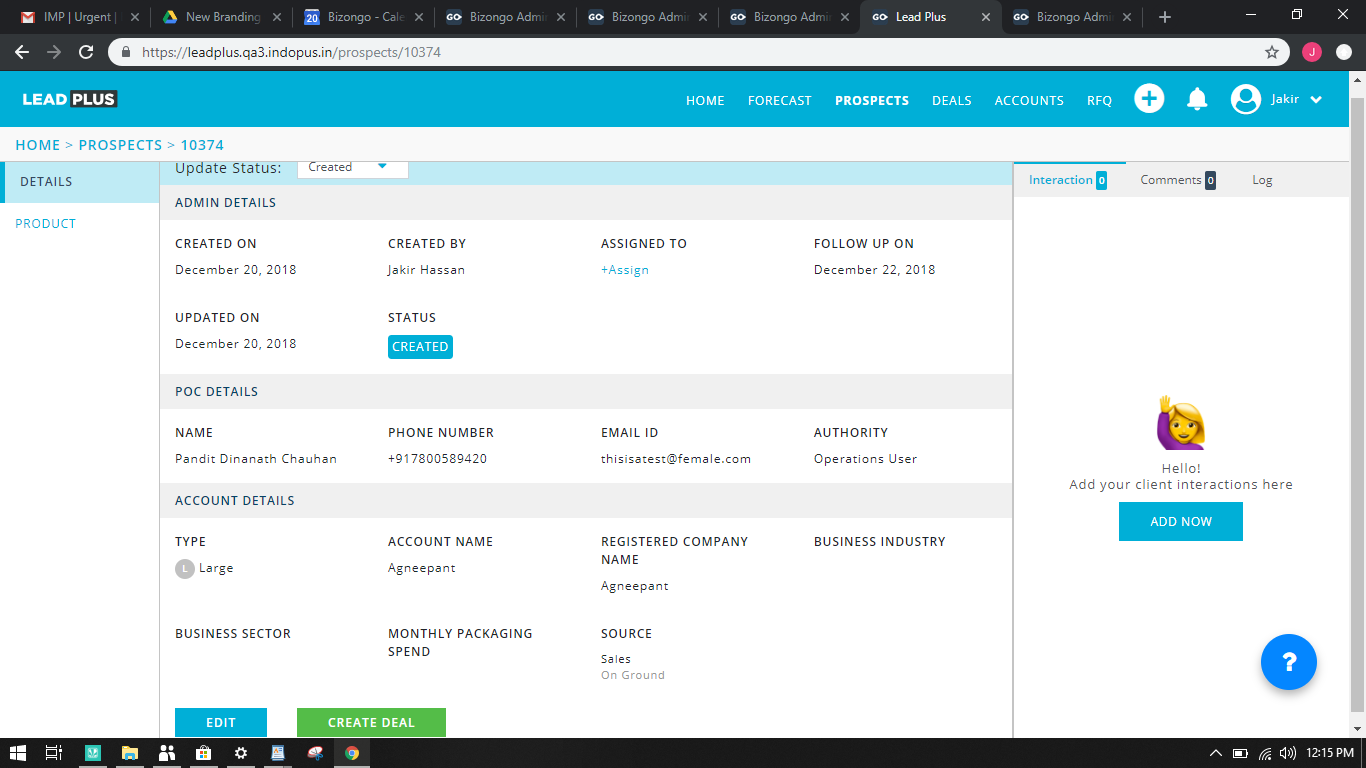 IMP | Urgent |
New Branding
20
Bizongo - Cale
GO
Bizongo Admi
GO
Bizongo Admi
GO
Bizongo Admi
GO
Lead Plus
GO
Bizongo Admi
https://leadplus.qa3.indopus.in/prospects/10374
J
LEAD PLUS
HOME
FORECAST
PROSPECTS
DEALS
ACCOUNTS
RFQ
Jakir
HOME > PROSPECTS > 10374
DETAILS
PRODUCT
Update Status:
Created
ADMIN DETAILS
CREATED ON
CREATED BY
ASSIGNED TO
FOLLOW UP ON
December 20, 2018
Jakir Hassan
+Assign
December 22, 2018
UPDATED ON
STATUS
December 20, 2018
CREATED
POC DETAILS
NAME
PHONE NUMBER
EMAIL ID
AUTHORITY
Pandit Dinanath Chauhan
+917800589420
thisisatest@female.com
Operations User
ACCOUNT DETAILS
TYPE
ACCOUNT NAME
REGISTERED COMPANY
NAME
BUSINESS INDUSTRY
L Large
Agneepant
Agneepant
BUSINESS SECTOR
MONTHLY PACKAGING
SPEND
SOURCE
Sales
On Ground
EDIT
CREATE DEAL
Interaction 0
Comments 0
Log
Hello!
Add your client interactions here
ADD NOW
?
12:15 PM